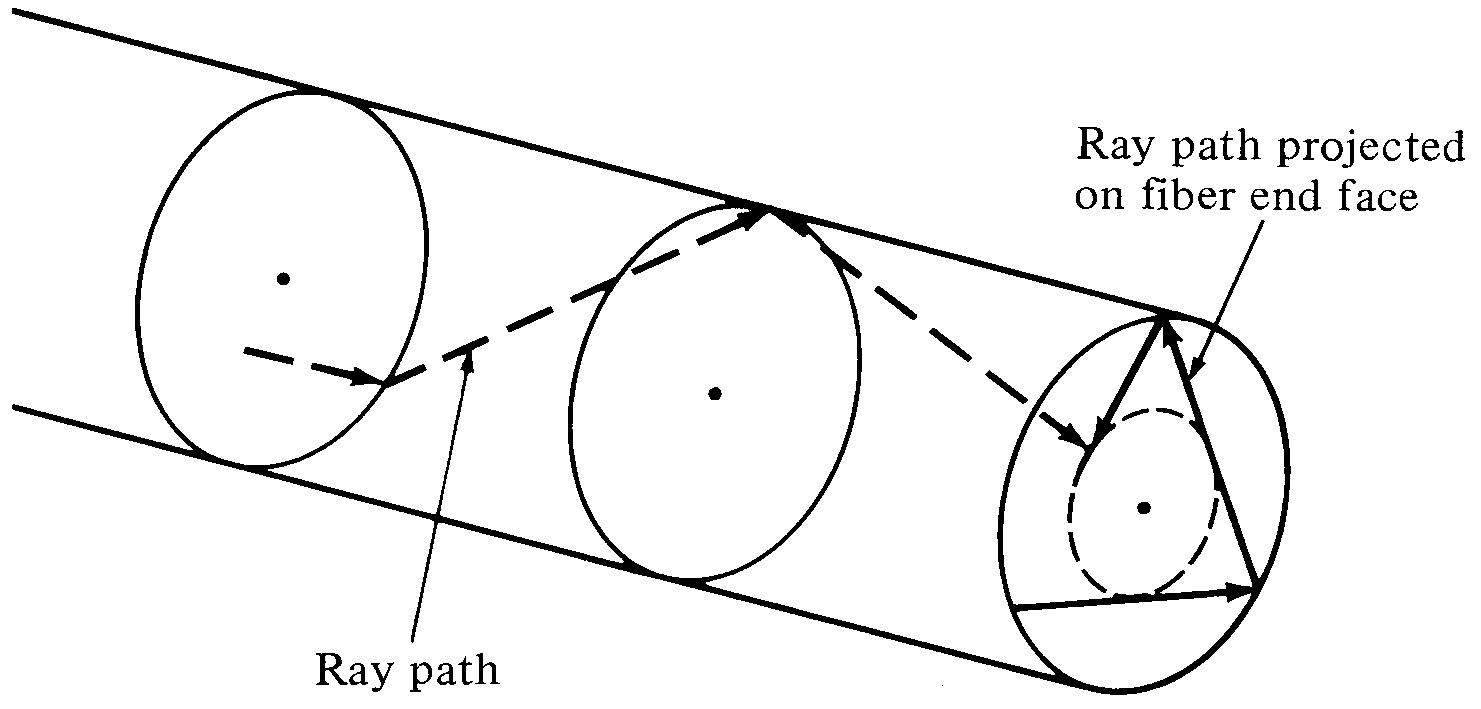 Ray path projected
on fiber end face
Ray path